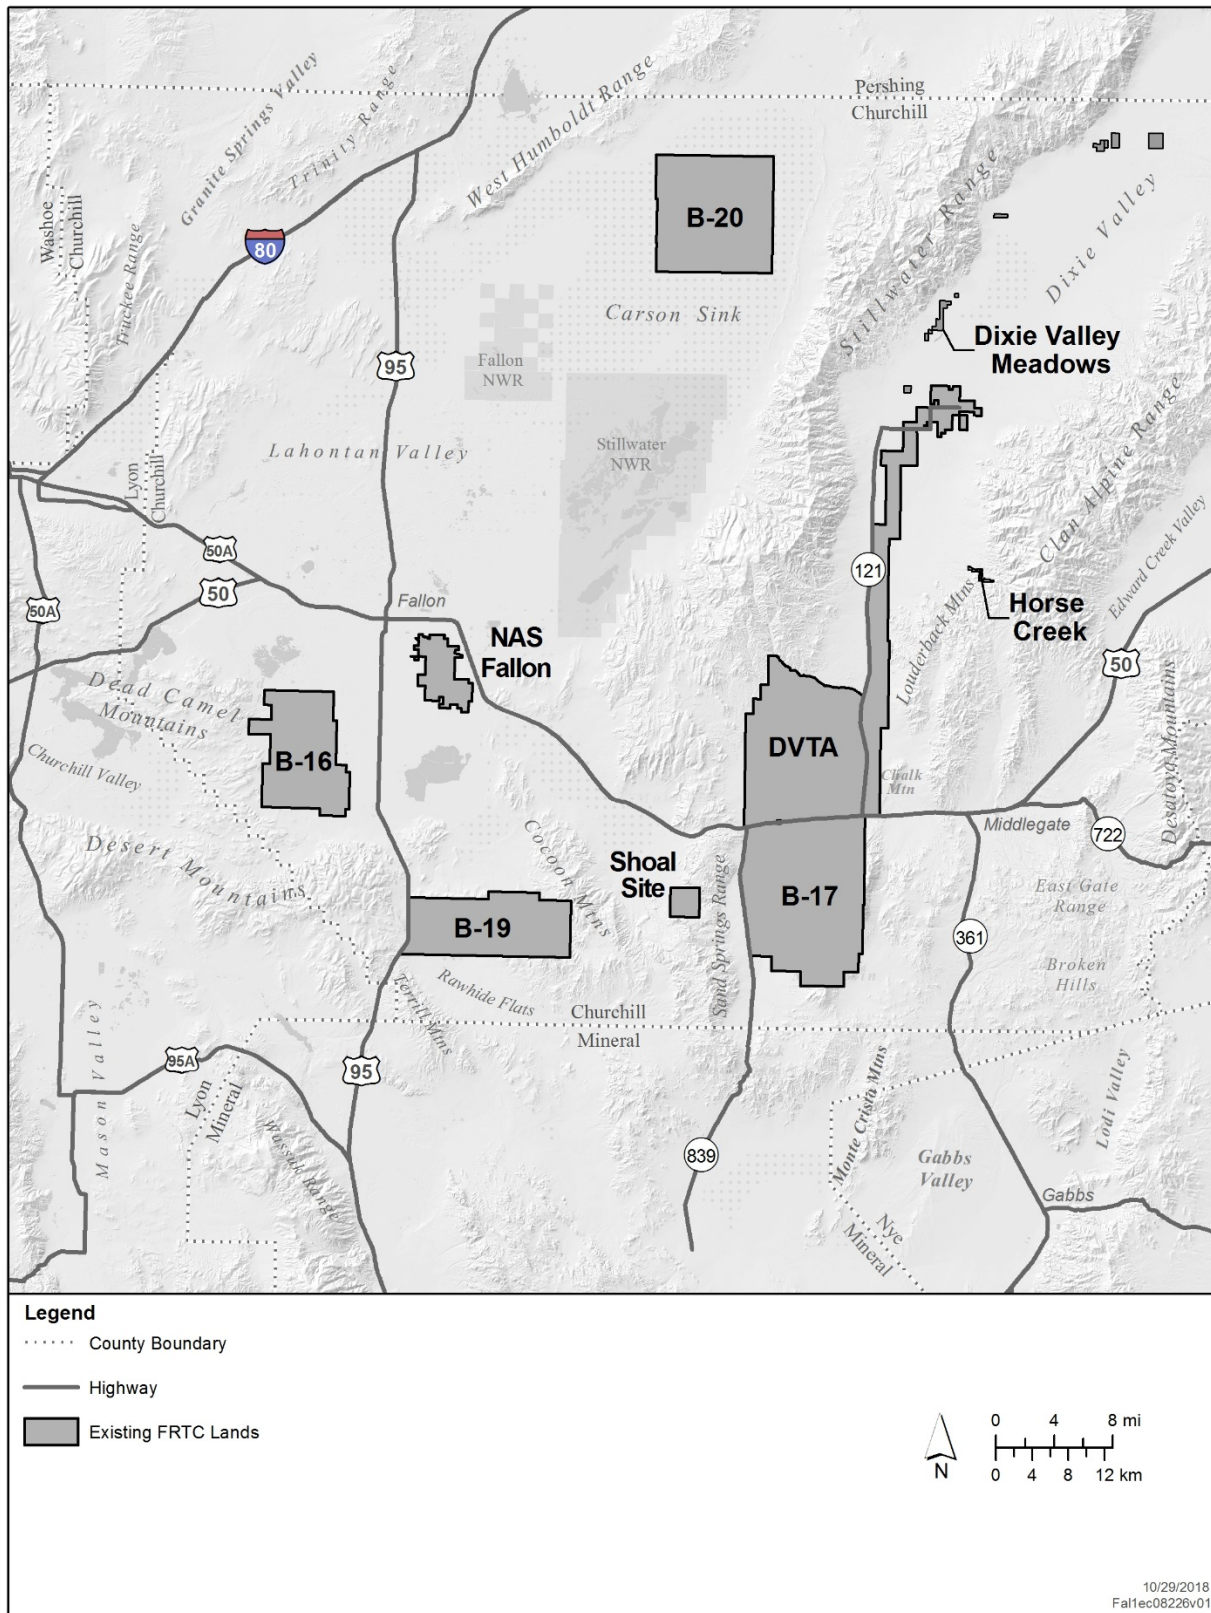 Granite Springs Valley
Trinity Range
West Humboldt Range
Pershing
Churchill
Washoe
Churchill
Truckee Range
80
B-20
Stillwater Range
Dixie Valley
Carson Sink
Dixie Valley
Meadows
95
Fallon
NWR
Lahontan Valley
Stillwater
NWR
Clan Alpine Range
Lyon
Churchill
50A
50
50A
Fallon
121
Edward Creek Valley
Louderback Mtns
Horse
Creek
NAS
Fallon
50
Dead Camel
Mountains
Churchill Valley
B-16
DVTA
Chalk
Mtn
Desatoya Mountains
Middlegate
722
Desert Mountains
Cocoon Mtns
Shoal
Site
Sand Springs Range
B-17
East Gate
Range
B-19
361
Broken
Hills
Terrill Mtns
Rawhide Flats
Churchill
Mineral
Mason Valley
95A
95
Lyon
Mineral
Wassuk Range
Monte Crista Mtns
Lodi Valley
839
Gabbs
Valley
Gabbs
Nye
Mineral
Legend
County Boundary
Highway
Existing FRTC Lands
N
0 4 8 mi
0 4 8 12 km
10/29/2018
Fal1ec08226v01